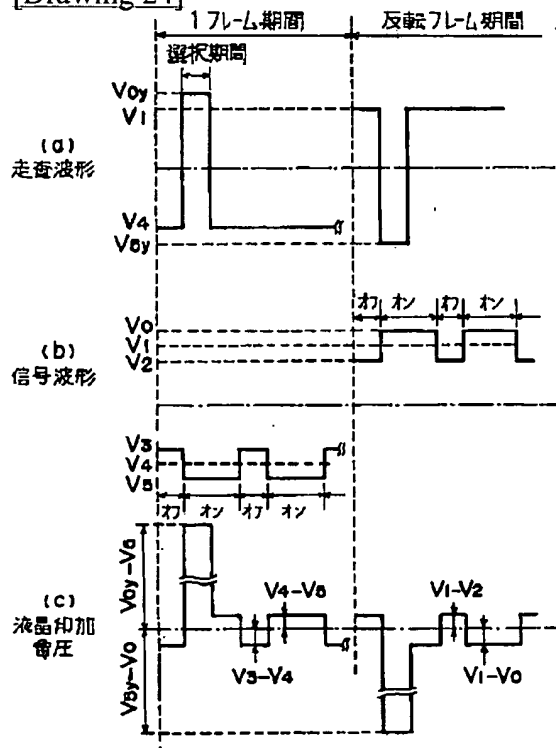 [Drawing 24]
1フレーム期間 反転フレーム期間
選択期間
V0y
V1
(a)
走査波形
V4
V5y
オフ オン オフ オン
V0
V1
V2
(b)
信号波形
V3
V4
V5
オフ オン オフ オン
V0y-V5
V4-V5
V1-V2
(c)
液晶印加
電圧
V5y-V0
V3-V4
V1-V0